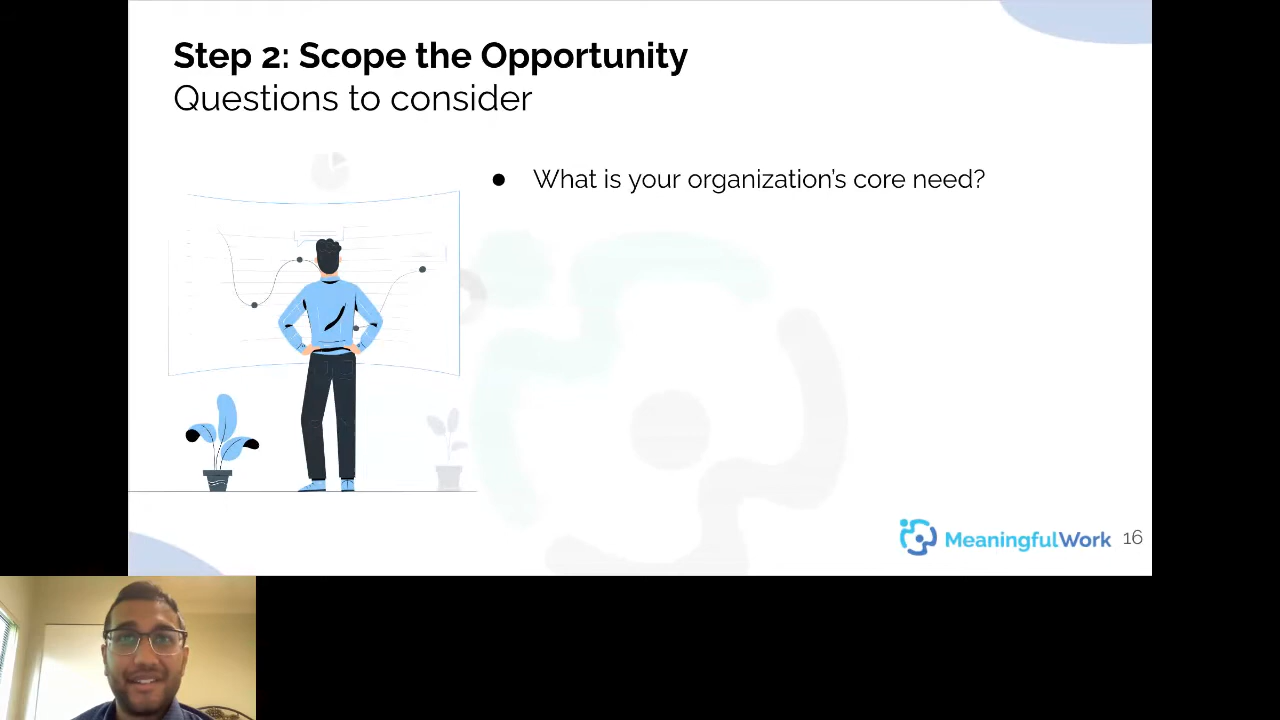 Step 2: Scope the Opportunity
Questions to consider
● What is your organization's core need?
MeaningfulWork 16